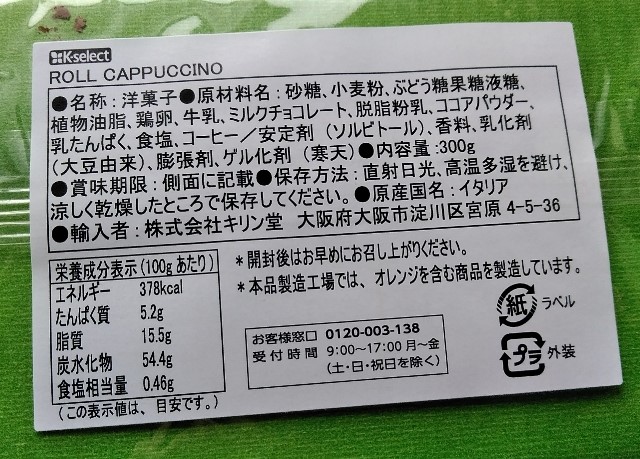 K-select
ROLL CAPPUCCINO
●名称:洋菓子●原材料名:砂糖、小麦粉、ぶどう糖果糖液糖、
植物油脂、鶏卵、牛乳、ミルクチョコレート、脱脂粉乳、ココアパウダー、
乳たんぱく、食塩、コーヒー/安定剤(ソルビトール)、香料、乳化剤
(大豆由来)、膨張剤、ゲル化剤(寒天)●内容量:300g
●賞味期限:側面に記載●保存方法:直射日光、高温多湿を避け、
涼しく乾燥したところで保存してください。●原産国名:イタリア
●輸入者:株式会社キリン堂 大阪府大阪市淀川区宮原4-5-36
栄養成分表示(100gあたり)
エネルギー 378kcal
たんぱく質 5.2g
脂質 15.5g
炭水化物 54.4g
食塩相当量 0.46g
(この表示値は、目安です。)
*開封後はお早めにお召し上がりください。
*本品製造工場では、オレンジを含む商品を製造しています。
お客様窓口 0120-003-138
受付時間 9:00~17:00 月~金
(土・日・祝日を除く)
紙 ラベル
プラ 外装